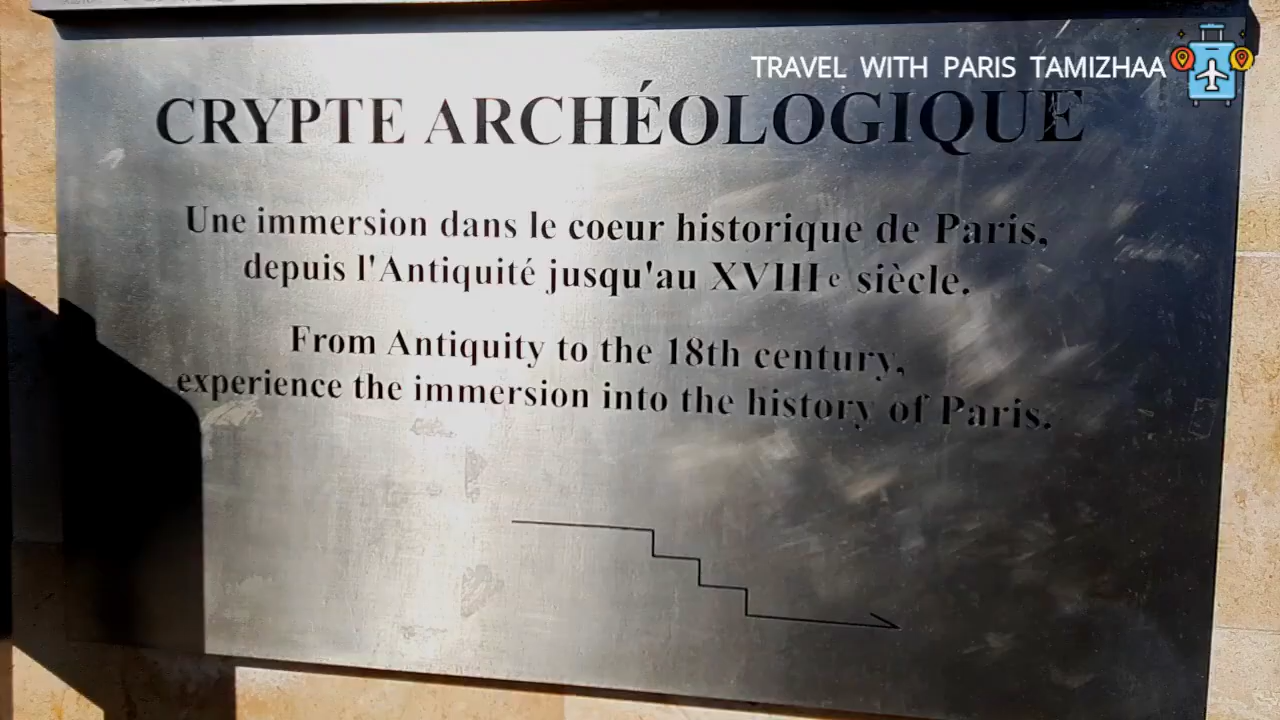 TRAVEL WITH PARIS TAMIZHAA
CRYPTE ARCHÉOLOGIQUE
Une immersion dans le coeur historique de Paris,
depuis l'Antiquité jusqu'au XVIIIe siècle.
From Antiquity to the 18th century,
experience the immersion into the history of Paris.